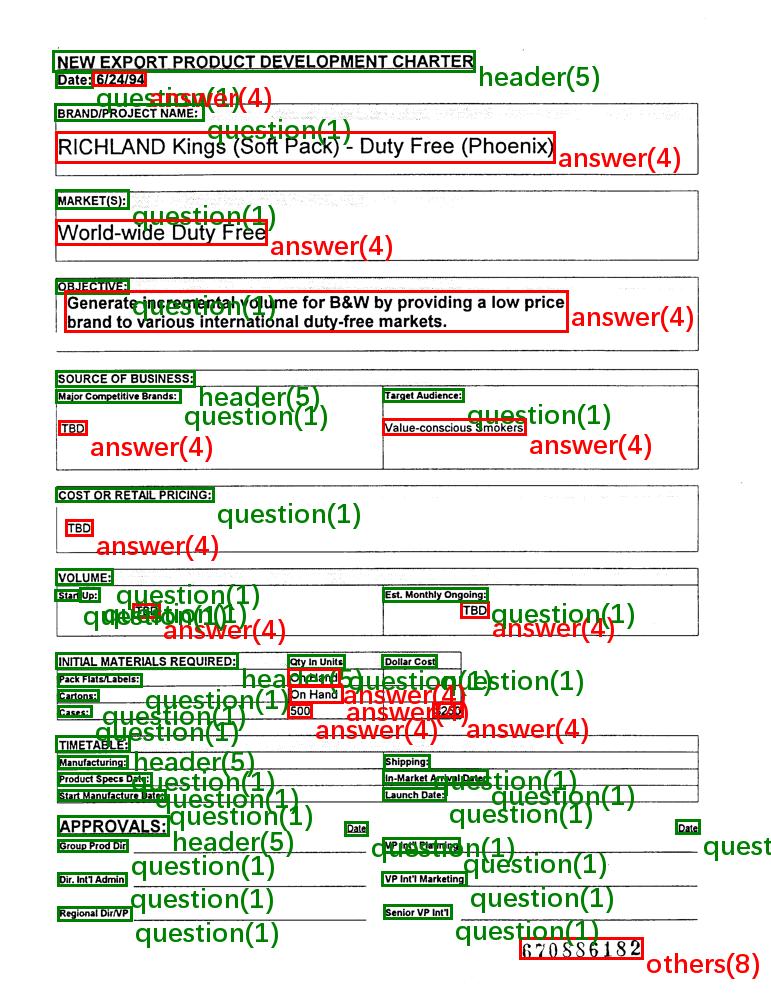 NEW EXPORT PRODUCT DEVELOPMENT CHARTER header(5)
Date: 6/24/94 question(1) answer(4)
BRAND/PROJECT NAME: question(1)
RICHLAND Kings (Soft Pack) - Duty Free (Phoenix) answer(4)
MARKET(S): question(1)
World-wide Duty Free answer(4)
OBJECTIVE: question(1)
Generate incremental volume for B&W by providing a low price
brand to various international duty-free markets. answer(4)
SOURCE OF BUSINESS: header(5)
Major Competitive Brands: question(1) Target Audience: question(1)
TBD answer(4) Value-conscious Smokers answer(4)
COST OR RETAIL PRICING: question(1)
TBD answer(4)
VOLUME: question(1)
Start Up: question(1) question(1) Est. Monthly Ongoing: question(1)
TBD answer(4) TBD answer(4)
INITIAL MATERIALS REQUIRED: header(5) Qty In Units question(1) Dollar Cost question(1)
Pack Flats/Labels: question(1) On Hand answer(4)
Cartons: question(1) On Hand answer(4)
Cases: question(1) 500 answer(4) answer(4)
TIMETABLE: header(5)
Manufacturing: question(1) Shipping: question(1)
Product Specs Date: question(1) In-Market Arrival Date: question(1)
Start Manufacture Date: question(1) Launch Date: question(1)
APPROVALS: header(5) Date question(1) Date quest
Group Prod Dir question(1) VP Int'l Planning question(1)
Dir. Int'l Admin question(1) VP Int'l Marketing question(1)
Regional Dir/VP question(1) Senior VP Int'l question(1)
670886182 others(8)